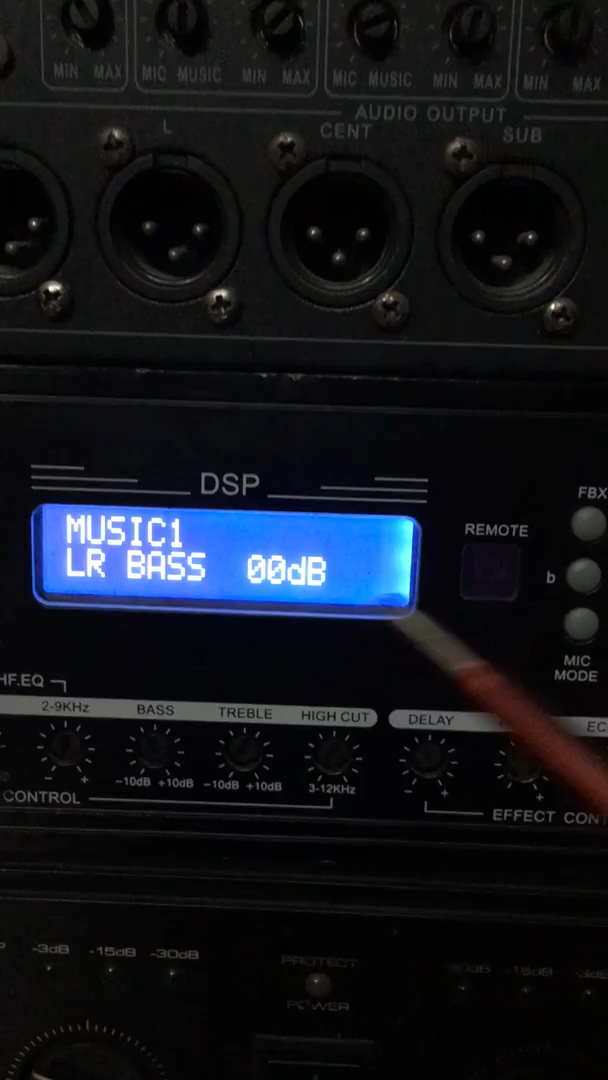 MIN MAX MIC MUSIC MIN MAX MIC MUSIC MIN MAX MIN MAX
AUDIO OUTPUT
L CENT SUB
DSP
MUSIC1
LR BASS 00dB
REMOTE
FBX
b
MIC
MODE
HF.EQ
2-9KHz BASS TREBLE HIGH CUT DELAY
- + -10dB +10dB -10dB +10dB 3-12KHz - + +
CONTROL
EFFECT CON
-3dB -15dB -30dB
PROTECT
POWER
-15dB